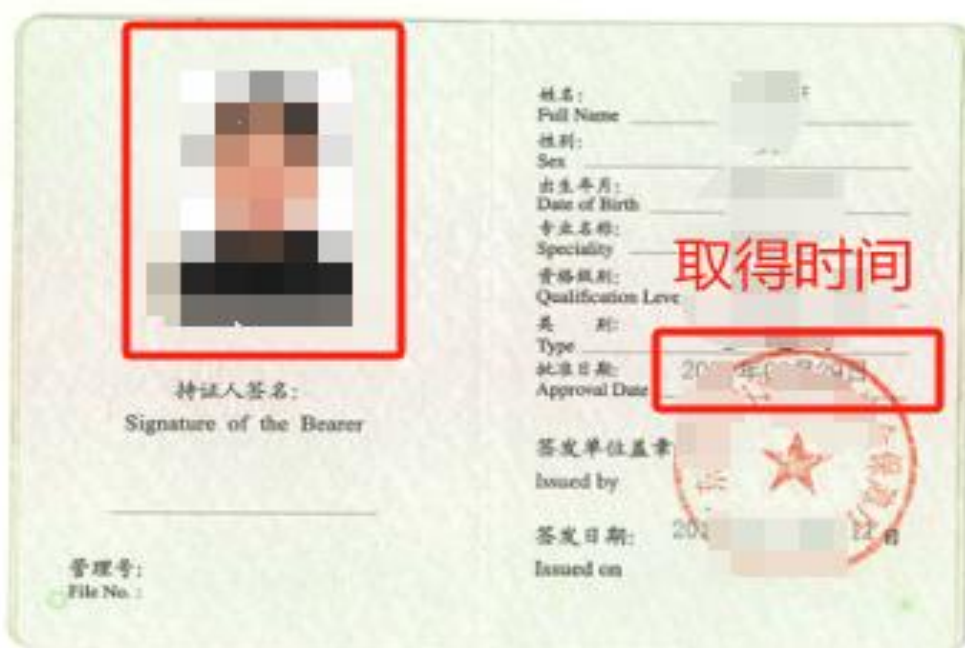 持证人签名:
Signature of the Bearer
管理号:
File No. :
姓名:
Full Name
性别:
Sex
出生年月:
Date of Birth
专业名称:
Speciality
资格级别:
Qualification Leve
类 别:
Type
取得时间
批准日期:
Approval Date
签发单位盖章
Issued by
签发日期:
Issued on